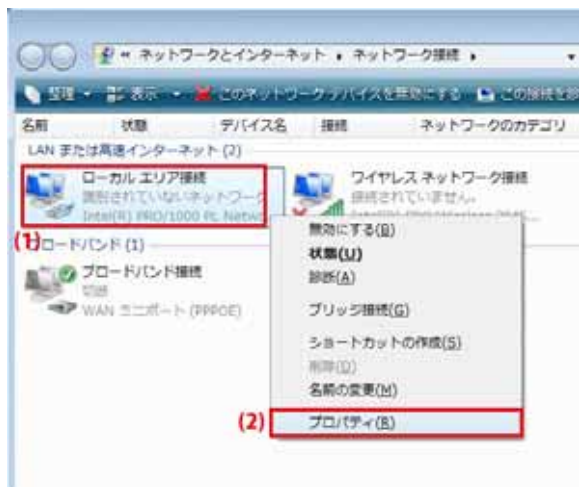 ネットワークとインターネット ネットワーク接続
整理 表示 このネットワーク デバイスを無効にする この接続を診
名前 状態 デバイス名 接続 ネットワークのカテゴリ
LAN または高速インターネット (2)
ローカル エリア接続
識別されていないネットワーク
Intel(R) PRO/1000 PL Netwo
ワイヤレス ネットワーク接続
接続されていません。
(1)
ブロードバンド (1)
ブロードバンド接続
切断
WAN ミニポート (PPPOE)
無効にする(B)
状態(U)
診断(A)
ブリッジ接続(G)
ショートカットの作成(S)
削除(D)
名前の変更(M)
(2)
プロパティ(R)